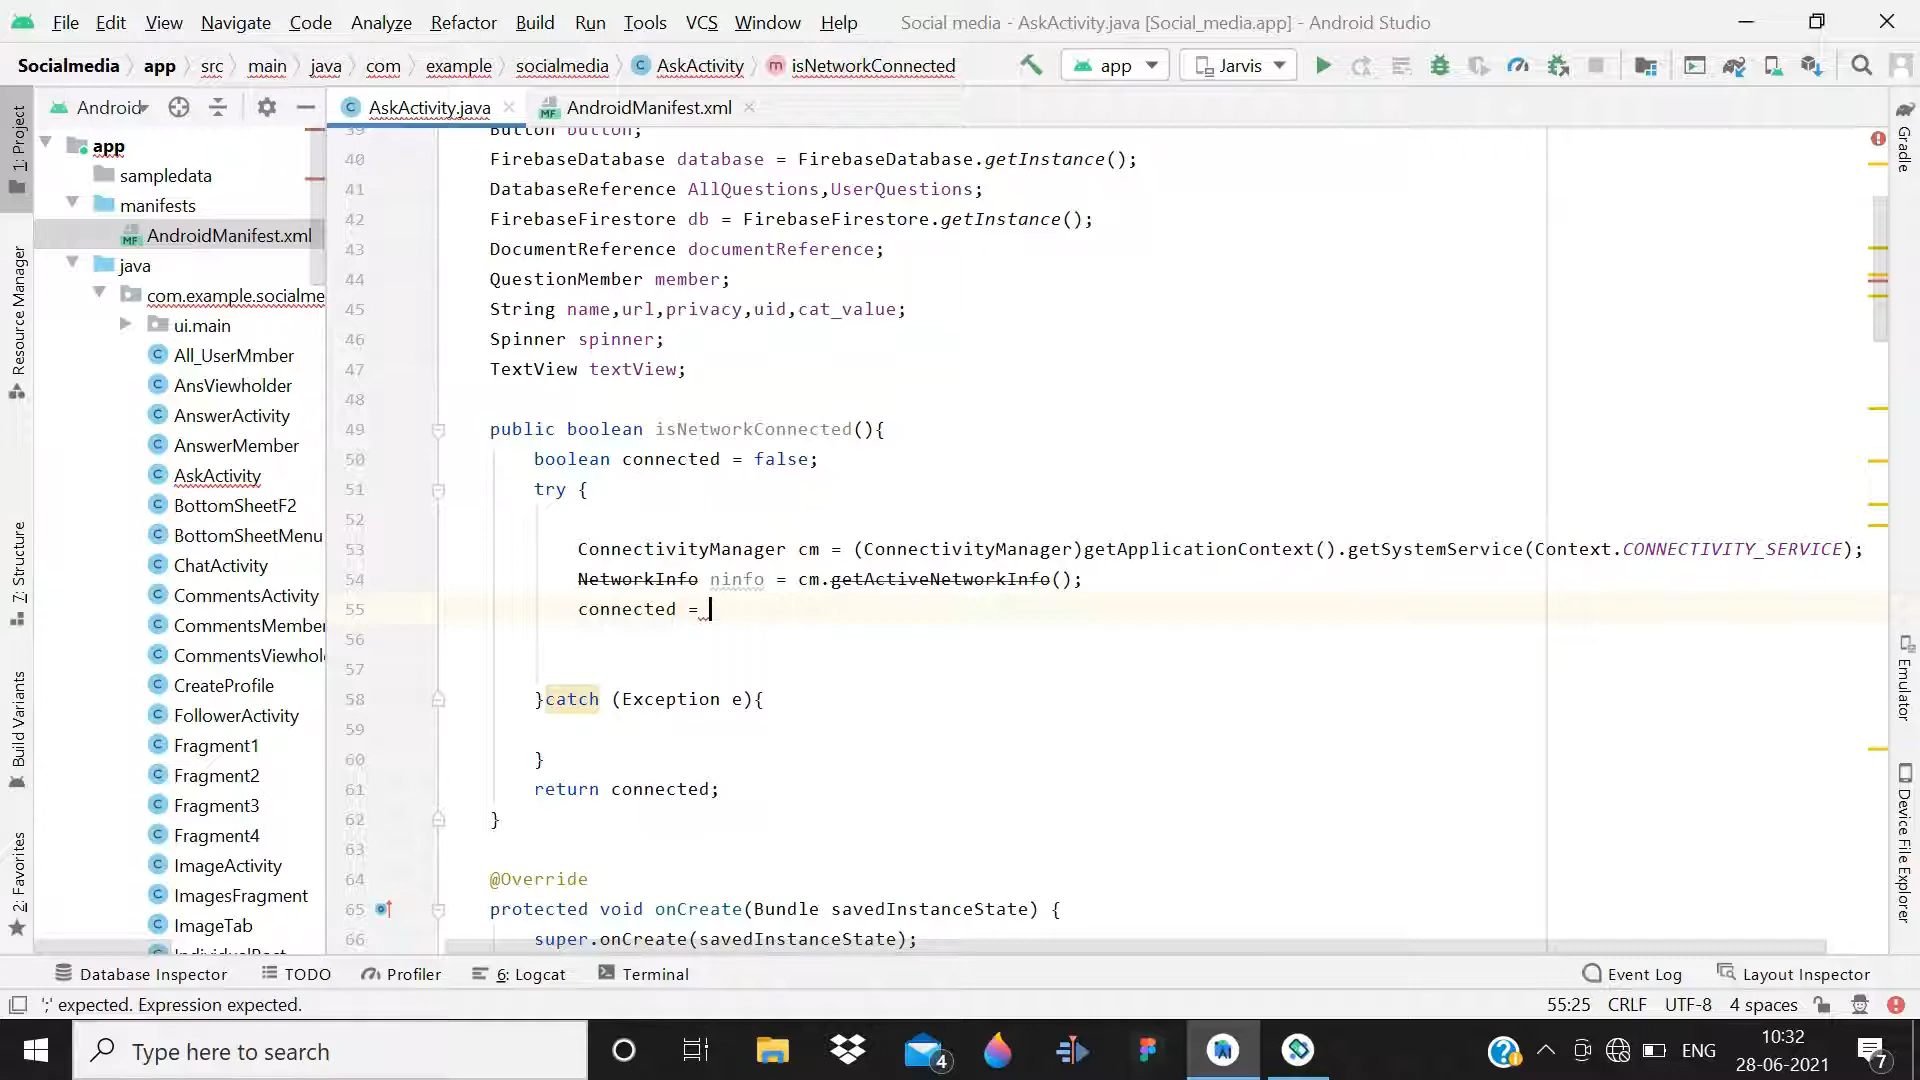 File Edit View Navigate Code Analyze Refactor Build Run Tools VCS Window Help Social media - AskActivity.java [Social_media.app] - Android Studio
Socialmedia app src main java com example socialmedia AskActivity isNetworkConnected app Jarvis
Android AskActivity.java AndroidManifest.xml
1: Project
Resource Manager
7: Structure
Build Variants
2: Favorites
app
sampledata
manifests
AndroidManifest.xml
java
com.example.socialme
ui.main
All_UserMmber
AnsViewholder
AnswerActivity
AnswerMember
AskActivity
BottomSheetF2
BottomSheetMenu
ChatActivity
CommentsActivity
CommentsMember
CommentsViewhol
CreateProfile
FollowerActivity
Fragment1
Fragment2
Fragment3
Fragment4
ImageActivity
ImagesFragment
ImageTab
39 Button button;
40 FirebaseDatabase database = FirebaseDatabase.getInstance();
41 DatabaseReference AllQuestions,UserQuestions;
42 FirebaseFirestore db = FirebaseFirestore.getInstance();
43 DocumentReference documentReference;
44 QuestionMember member;
45 String name,url,privacy,uid,cat_value;
46 Spinner spinner;
47 TextView textView;
48
49 public boolean isNetworkConnected(){
50 boolean connected = false;
51 try {
52
53 ConnectivityManager cm = (ConnectivityManager)getApplicationContext().getSystemService(Context.CONNECTIVITY_SERVICE);
54 NetworkInfo ninfo = cm.getActiveNetworkInfo();
55 connected =
56
57
58 }catch (Exception e){
59
60 }
61 return connected;
62 }
63
64 @Override
65 protected void onCreate(Bundle savedInstanceState) {
66 super.onCreate(savedInstanceState);
Gradle
Emulator
Device File Explorer
Database Inspector TODO Profiler 6: Logcat Terminal Event Log Layout Inspector
';' expected. Expression expected. 55:25 CRLF UTF-8 4 spaces
Type here to search 4 ENG 10:32
28-06-2021 7